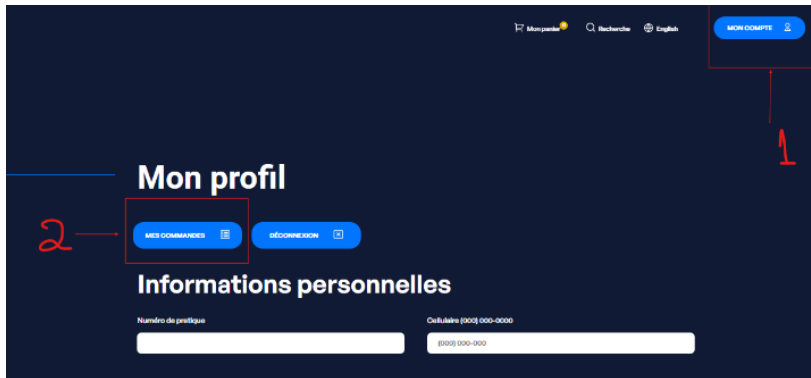 Mon panier
Recherche
English
MON COMPTE
1
Mon profil
2
MES COMMANDES
DÉCONNEXION
Informations personnelles
Numéro de pratique
Cellulaire (000) 000-0000
(000) 000-000